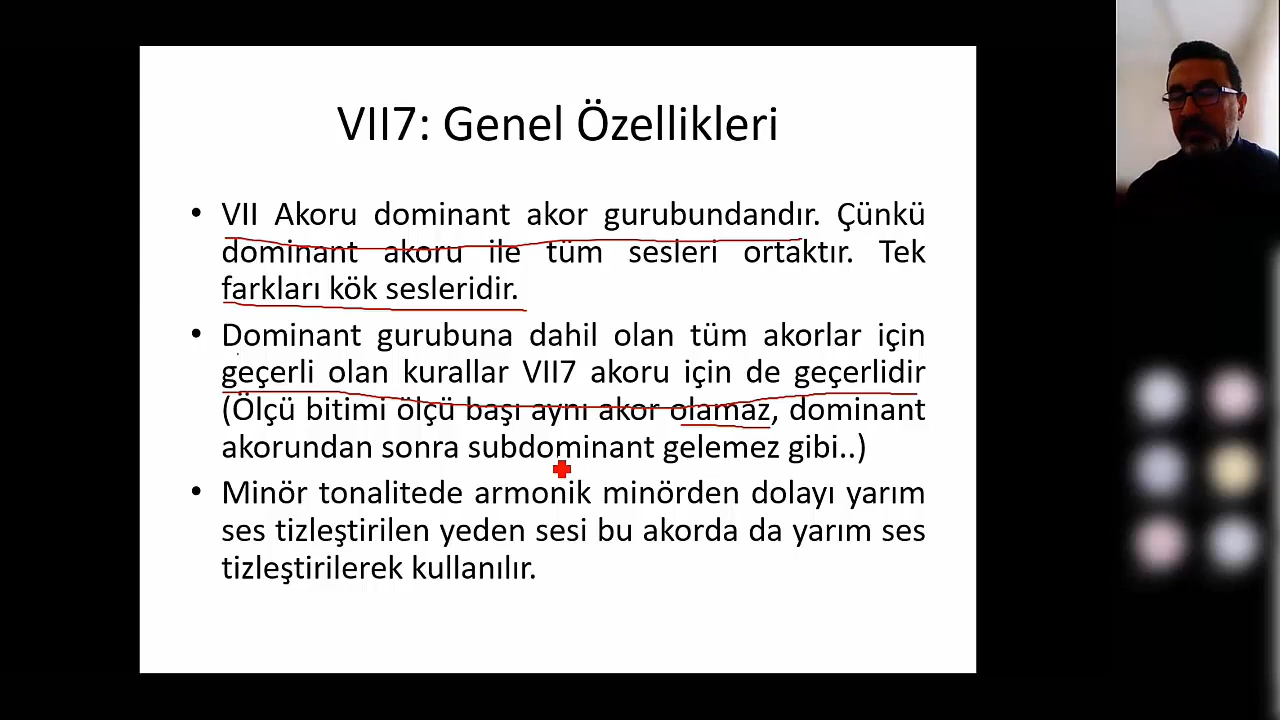 VII7: Genel Özellikleri
• VII Akoru dominant akor gurubundandır. Çünkü
dominant akoru ile tüm sesleri ortaktır. Tek
farkları kök sesleridir.
• Dominant gurubuna dahil olan tüm akorlar için
geçerli olan kurallar VII7 akoru için de geçerlidir
(Ölçü bitimi ölçü başı aynı akor olamaz, dominant
akorundan sonra subdominant gelemez gibi..)
• Minör tonalitede armonik minörden dolayı yarım
ses tizleştirilen yeden sesi bu akorda da yarım ses
tizleştirilerek kullanılır.